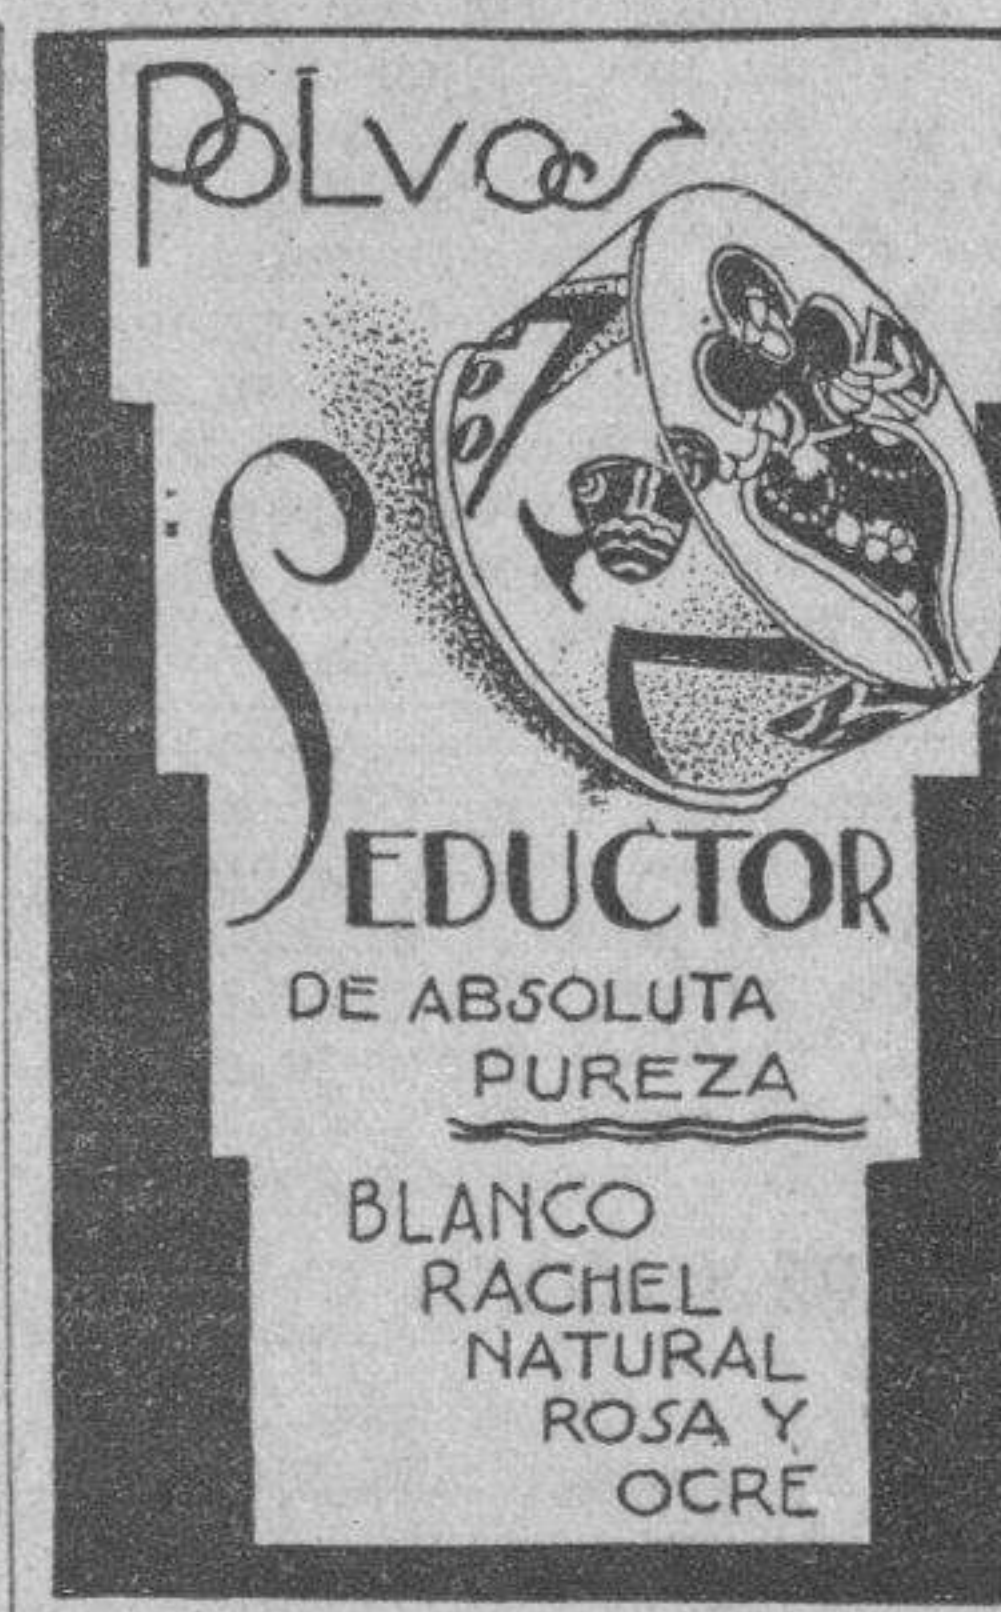 POLVOS
SEDUCTOR
DE ABSOLUTA
PUREZA
BLANCO
RACHEL
NATURAL
ROSA Y
OCRE